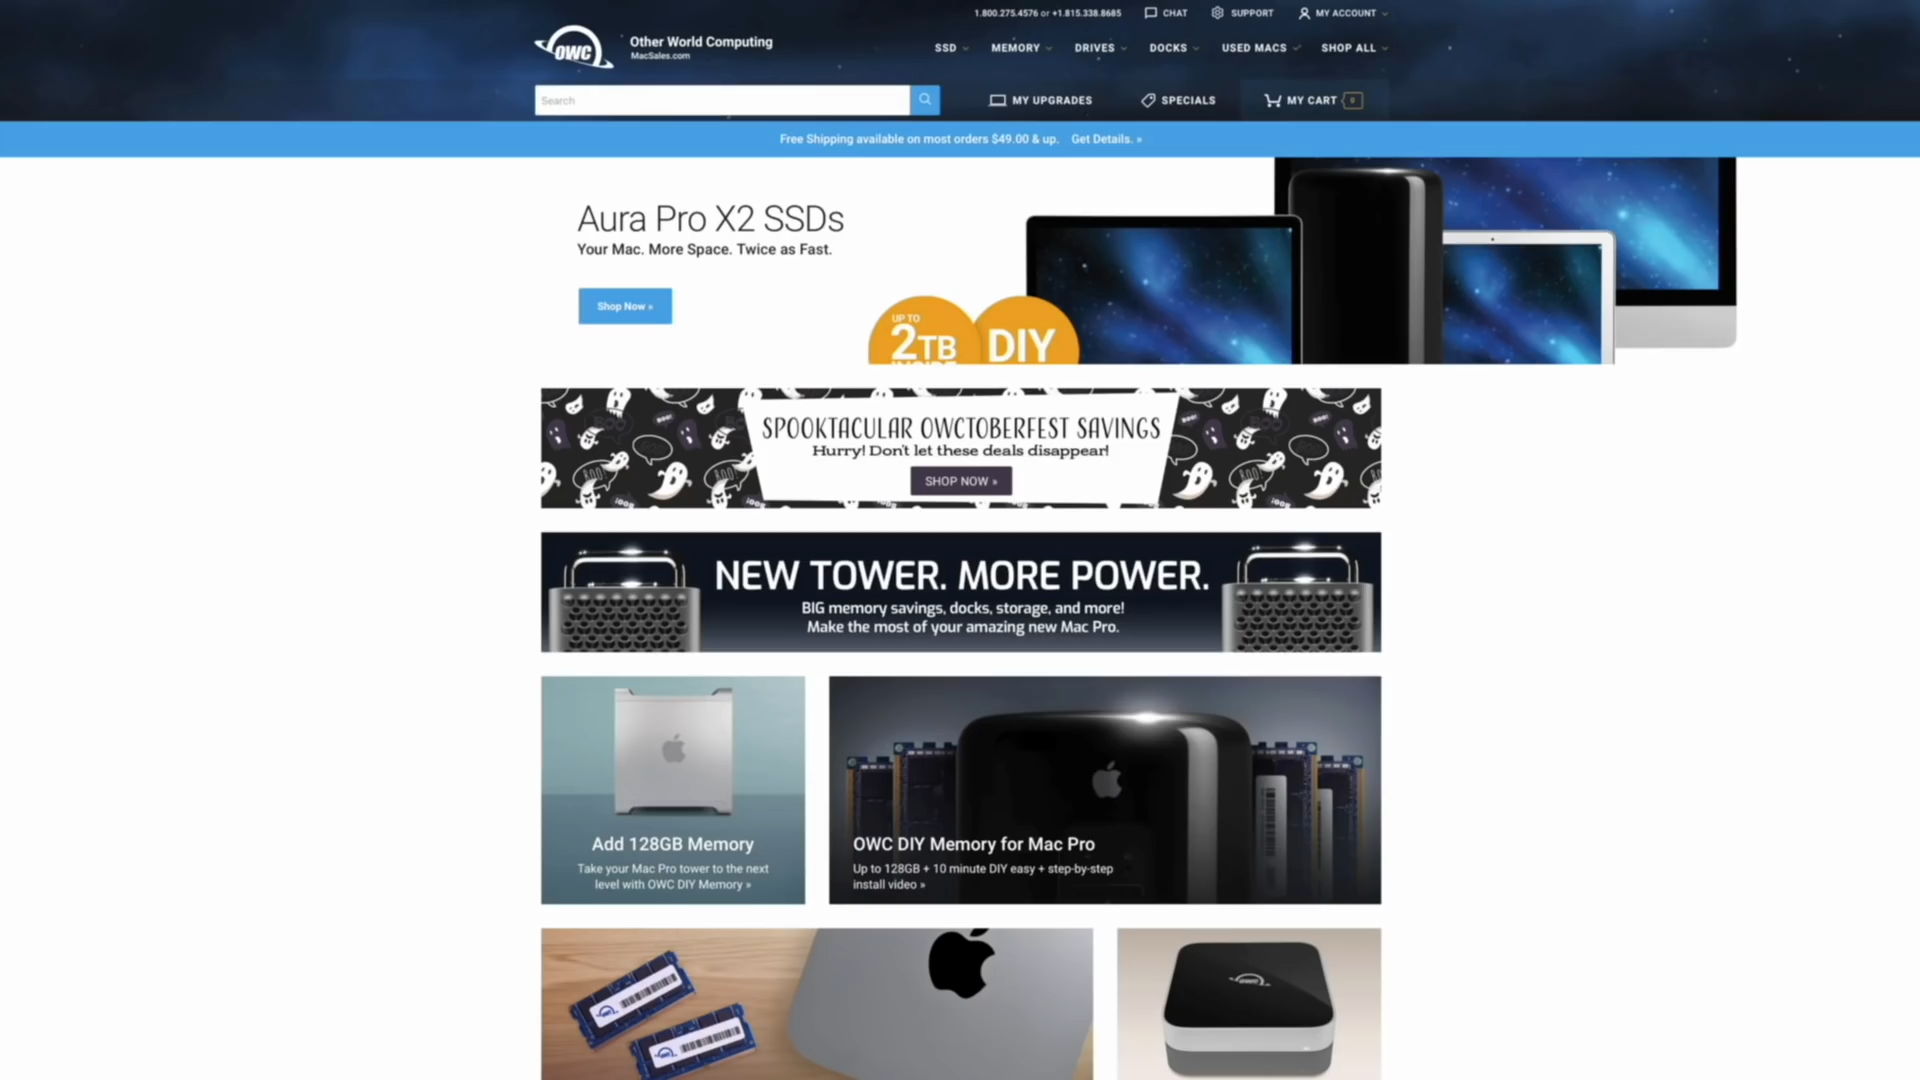 1.800.275.4576 or +1.815.338.8685
CHAT
SUPPORT
MY ACCOUNT
OWC
Other World Computing
MacSales.com
SSD
MEMORY
DRIVES
DOCKS
USED MACS
SHOP ALL
Search
MY UPGRADES
SPECIALS
MY CART
0
Free Shipping available on most orders $49.00 & up. Get Details. »
Aura Pro X2 SSDs
Your Mac. More Space. Twice as Fast.
Shop Now »
UP TO
2TB
DIY
SPOOKTACULAR OWCTOBERFEST SAVINGS
Hurry! Don't let these deals disappear!
SHOP NOW »
NEW TOWER. MORE POWER.
BIG memory savings, docks, storage, and more!
Make the most of your amazing new Mac Pro.
Add 128GB Memory
Take your Mac Pro tower to the next
level with OWC DIY Memory »
OWC DIY Memory for Mac Pro
Up to 128GB + 10 minute DIY easy + step-by-step
install video »
OWC
OWC
OWC